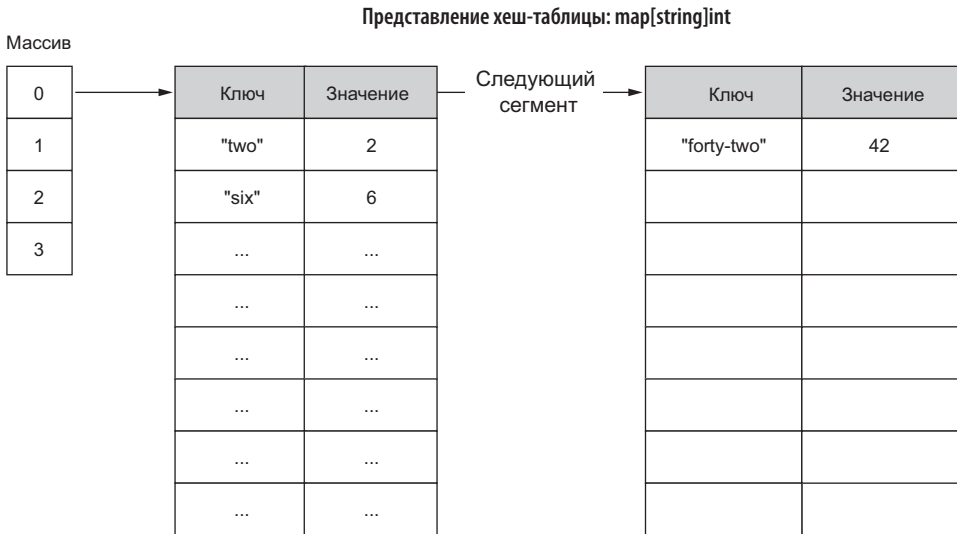 Представление хеш-таблицы: map[string]int
Массив
0 Ключ Значение Следующий сегмент Ключ Значение
1 "two" 2 "forty-two" 42
2 "six" 6
3 ... ...
... ...
... ...
... ...
... ...
... ...